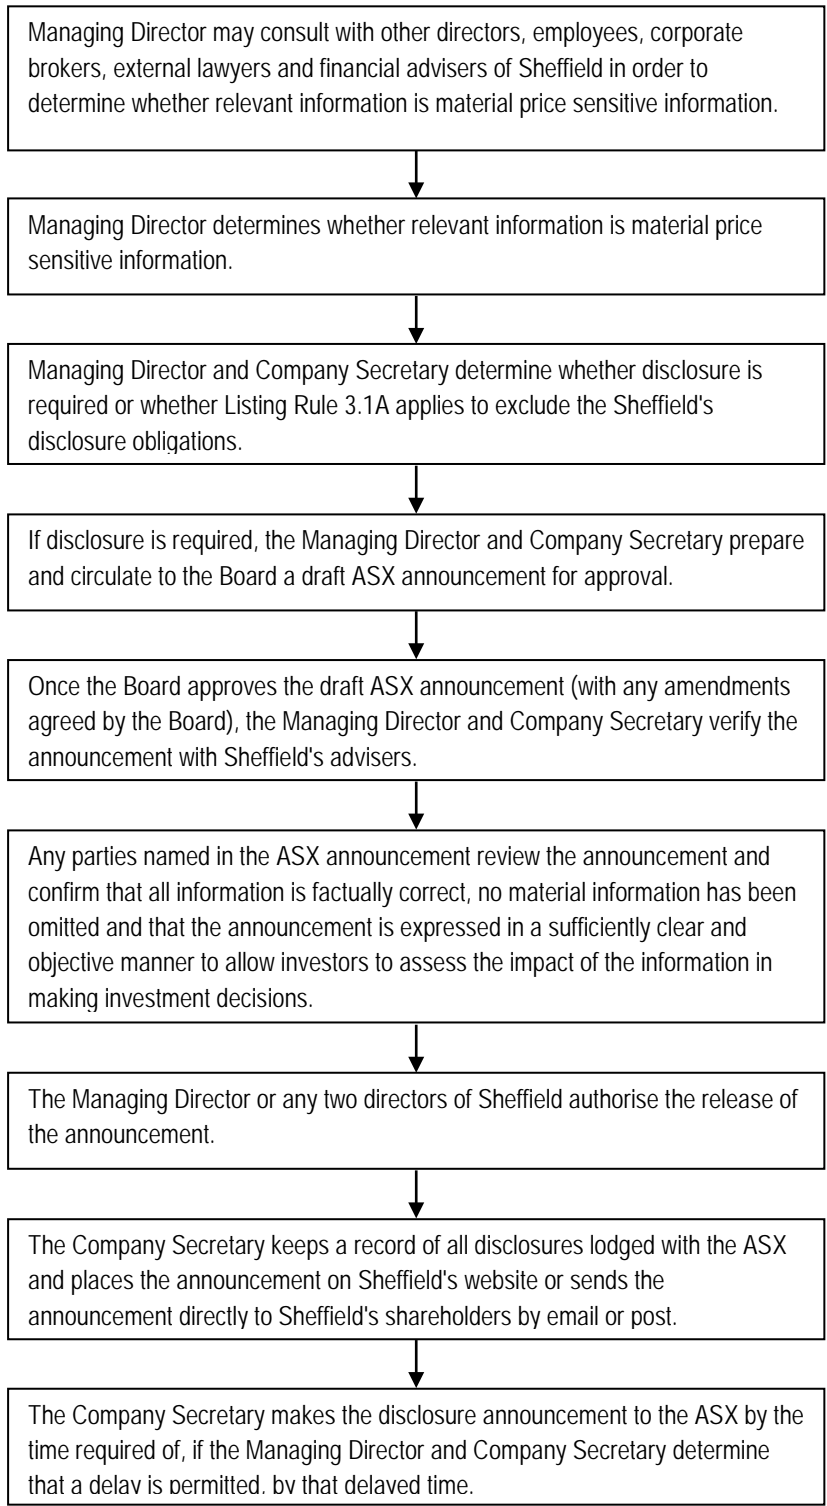 Managing Director may consult with other directors, employees, corporate
brokers, external lawyers and financial advisers of Sheffield in order to
determine whether relevant information is material price sensitive information.
Managing Director determines whether relevant information is material price
sensitive information.
Managing Director and Company Secretary determine whether disclosure is
required or whether Listing Rule 3.1A applies to exclude the Sheffield's
disclosure obligations.
If disclosure is required, the Managing Director and Company Secretary prepare
and circulate to the Board a draft ASX announcement for approval.
Once the Board approves the draft ASX announcement (with any amendments
agreed by the Board), the Managing Director and Company Secretary verify the
announcement with Sheffield's advisers.
Any parties named in the ASX announcement review the announcement and
confirm that all information is factually correct, no material information has been
omitted and that the announcement is expressed in a sufficiently clear and
objective manner to allow investors to assess the impact of the information in
making investment decisions.
The Managing Director or any two directors of Sheffield authorise the release of
the announcement.
The Company Secretary keeps a record of all disclosures lodged with the ASX
and places the announcement on Sheffield's website or sends the
announcement directly to Sheffield's shareholders by email or post.
The Company Secretary makes the disclosure announcement to the ASX by the
time required of, if the Managing Director and Company Secretary determine
that a delay is permitted, by that delayed time.